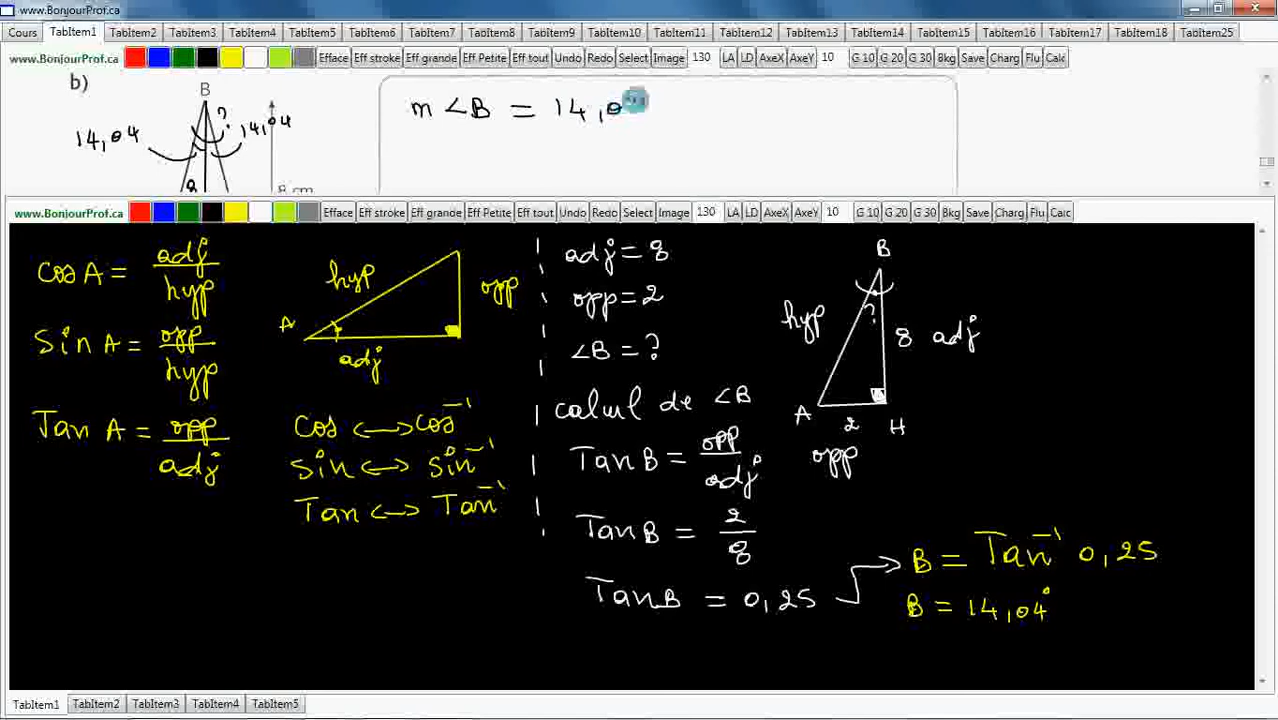 Cours TabItem1 TabItem2 TabItem3 TabItem4 TabItem5 TabItem6 TabItem7 TabItem8 TabItem9 TabItem10 TabItem11 TabItem12 TabItem13 TabItem14 TabItem15 TabItem16 TabItem17 TabItem18 TabItem25
www.BonjourProf.ca Efface Eff stroke Eff grande Eff Petite Eff tout Undo Redo Select Image 130 LA LD AxeX AxeY 10 G 10 G 20 G 30 Bkg Save Charg Flu Calc
b)
B
?
14,04
14,04
2
8 cm
m ∠B = 14,0
www.BonjourProf.ca Efface Eff stroke Eff grande Eff Petite Eff tout Undo Redo Select Image 130 LA LD AxeX AxeY 10 G 10 G 20 G 30 Bkg Save Charg Flu Calc
cos A = adj/hyp
sin A = opp/hyp
Tan A = opp/adj
hyp
opp
A
adj
cos ↔ cos⁻¹
sin ↔ sin⁻¹
Tan ↔ Tan⁻¹
adj = 8
opp = 2
∠B = ?
calcul de ∠B
Tan B = opp/adj
Tan B = 2/8
Tan B = 0,25
B
hyp
?
8 adj
A
2
H
opp
B = Tan⁻¹ 0,25
B = 14,04°
TabItem1 TabItem2 TabItem3 TabItem4 TabItem5